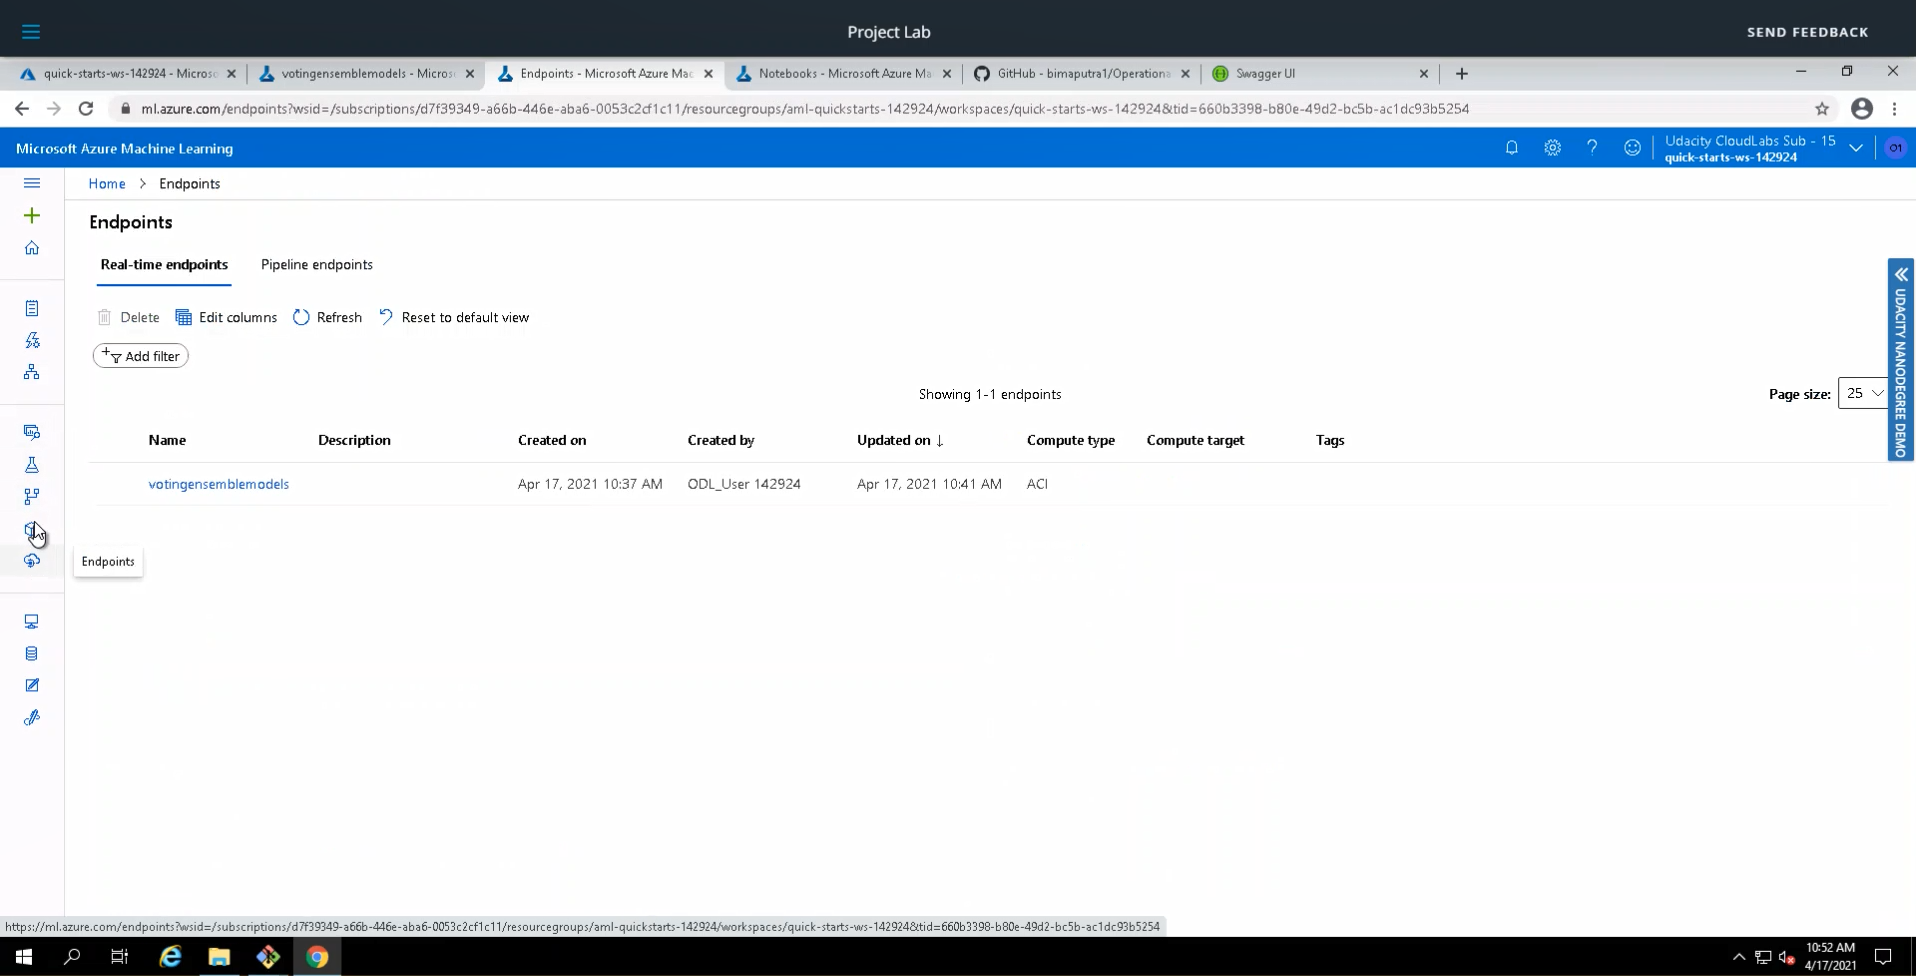 Project Lab
SEND FEEDBACK
quick-starts-ws-142924 - Microso
votingensemblemodels - Micros
Endpoints - Microsoft Azure Mac
Notebooks - Microsoft Azure Ma
GitHub - bimaputra1/Operationa
Swagger UI
ml.azure.com/endpoints?wsid=/subscriptions/d7f39349-a66b-446e-aba6-0053c2cf1c11/resourcegroups/aml-quickstarts-142924/workspaces/quick-starts-ws-142924&tid=660b3398-b80e-49d2-bc5b-ac1dc93b5254
Microsoft Azure Machine Learning
Udacity CloudLabs Sub - 15
quick-starts-ws-142924
O1
Home > Endpoints
Endpoints
Real-time endpoints Pipeline endpoints
Delete Edit columns Refresh Reset to default view
Add filter
Showing 1-1 endpoints
Page size: 25
UDACITY NANODEGREE DEMO
Name Description Created on Created by Updated on ↓ Compute type Compute target Tags
votingensemblemodels Apr 17, 2021 10:37 AM ODL_User 142924 Apr 17, 2021 10:41 AM ACI
Endpoints
https://ml.azure.com/endpoints?wsid=/subscriptions/d7f39349-a66b-446e-aba6-0053c2cf1c11/resourcegroups/aml-quickstarts-142924/workspaces/quick-starts-ws-142924&tid=660b3398-b80e-49d2-bc5b-ac1dc93b5254
10:52 AM
4/17/2021